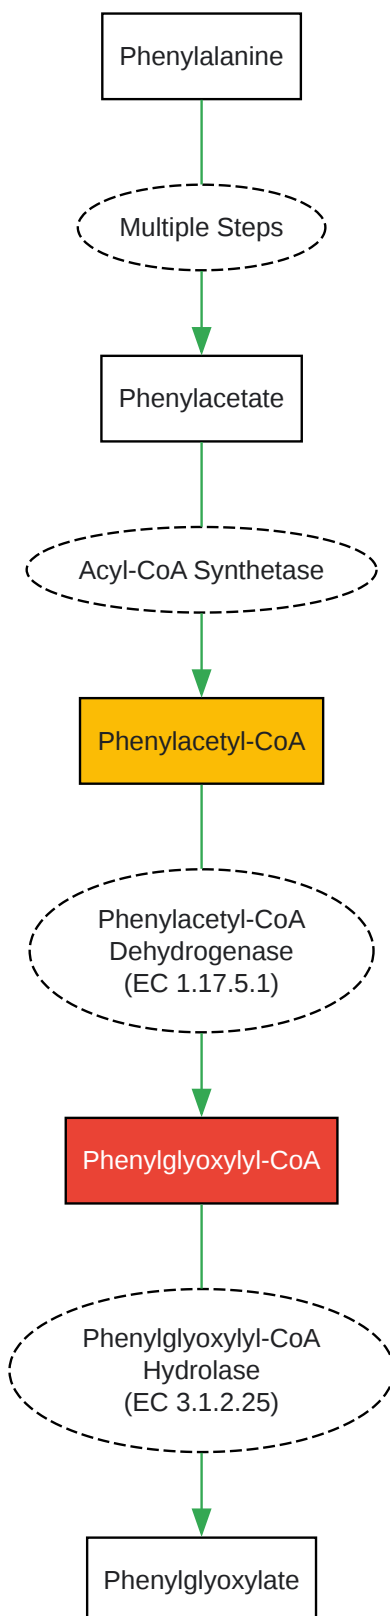 Phenylalanine
Multiple Steps
Phenylacetate
Acyl-CoA Synthetase
Phenylacetyl-CoA
Phenylacetyl-CoA
Dehydrogenase
(EC 1.17.5.1)
Phenylglyoxylyl-CoA
Phenylglyoxylyl-CoA
Hydrolase
(EC 3.1.2.25)
Phenylglyoxylate